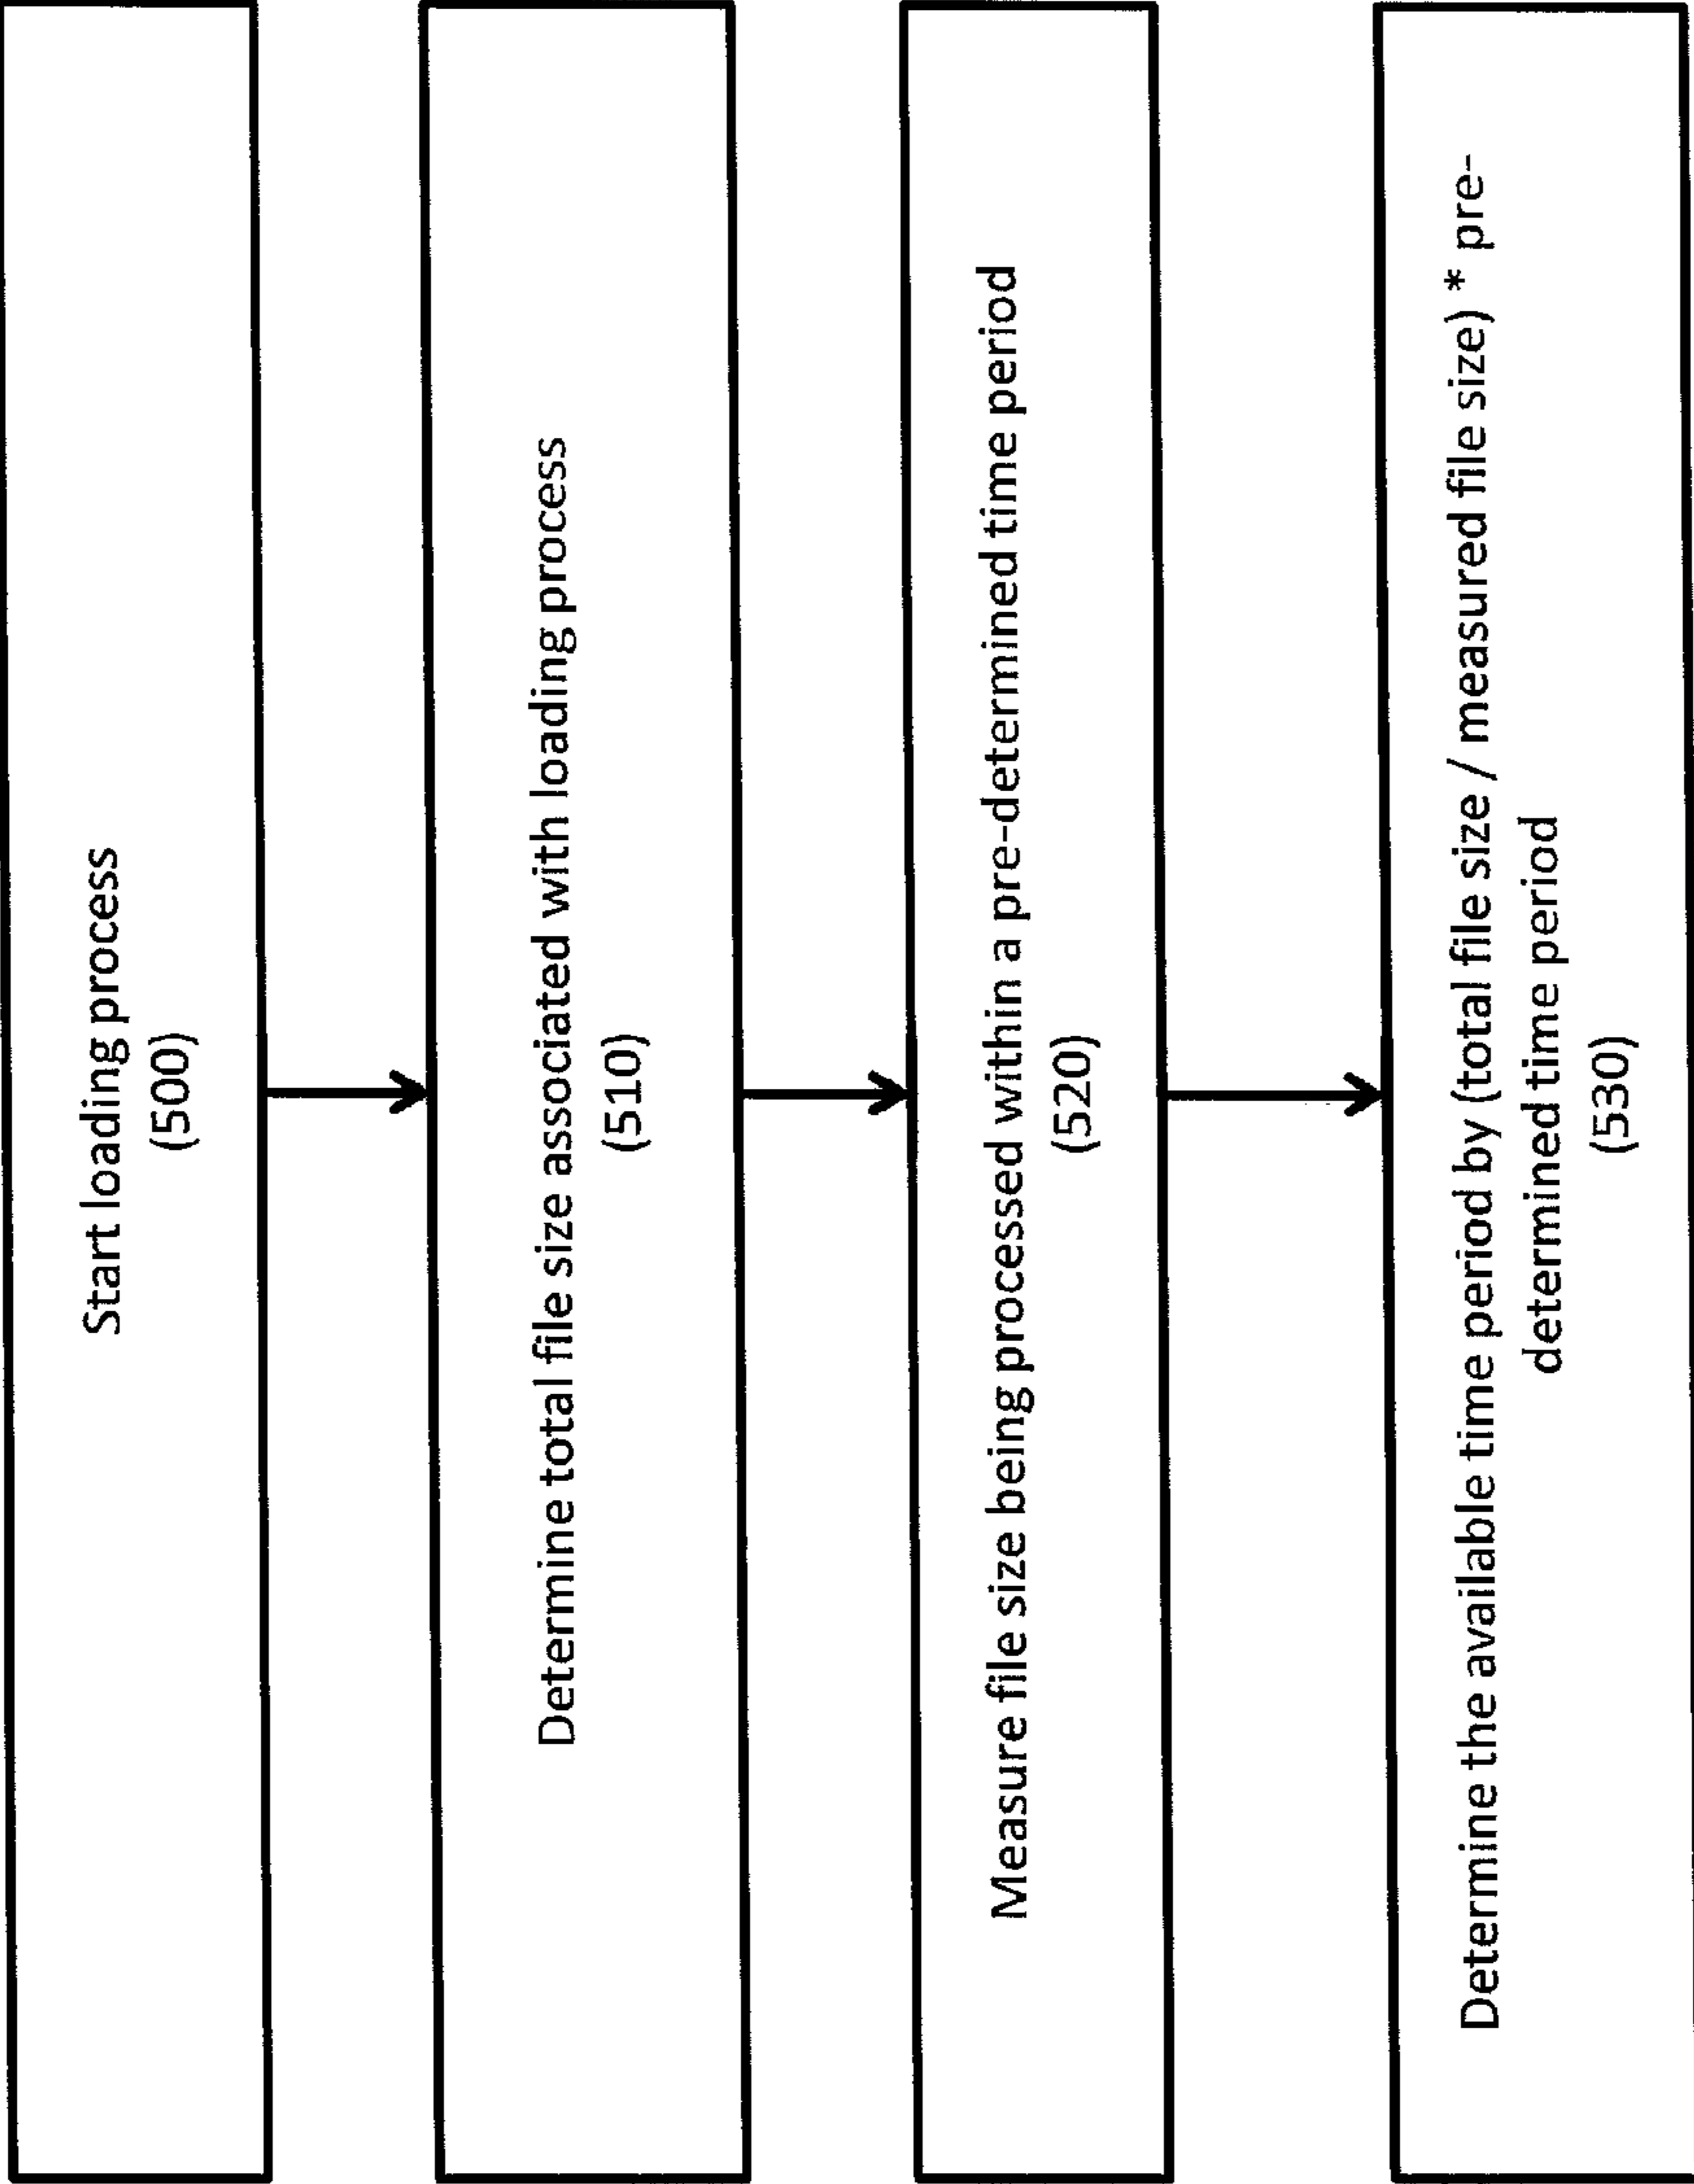 Start loading process
(500)
Determine total file size associated with loading process
(510)
Measure file size being processed within a pre-determined time period
(520)
Determine the available time period by (total file size / measured file size) * pre-
determined time period
(530)